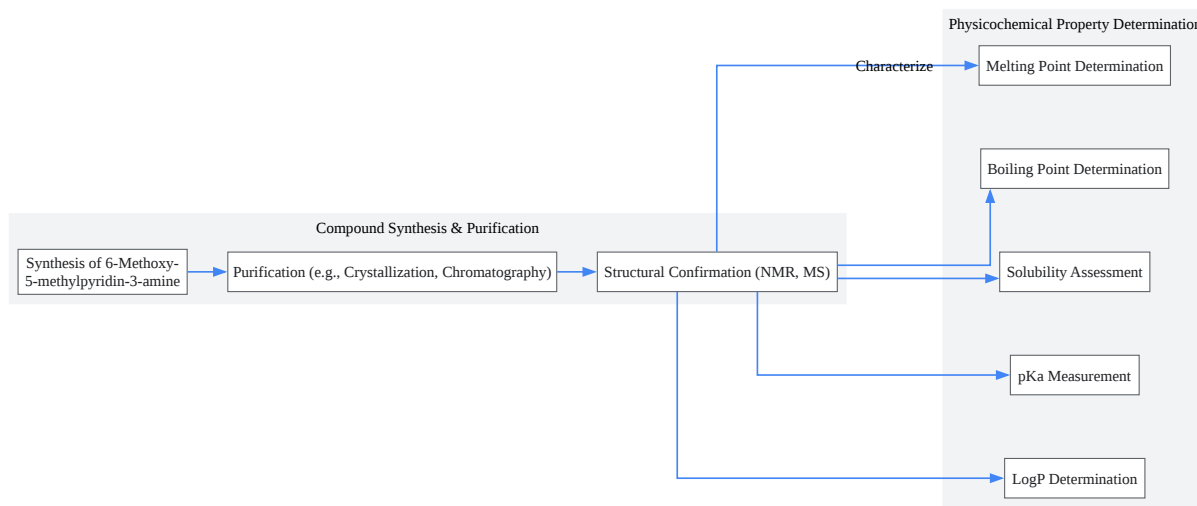 Physicochemical Property Determination
Characterize
Melting Point Determination
Boiling Point Determination
Compound Synthesis & Purification
Synthesis of 6-Methoxy-
5-methylpyridin-3-amine
Purification (e.g., Crystallization, Chromatography)
Structural Confirmation (NMR, MS)
Solubility Assessment
pKa Measurement
LogP Determination